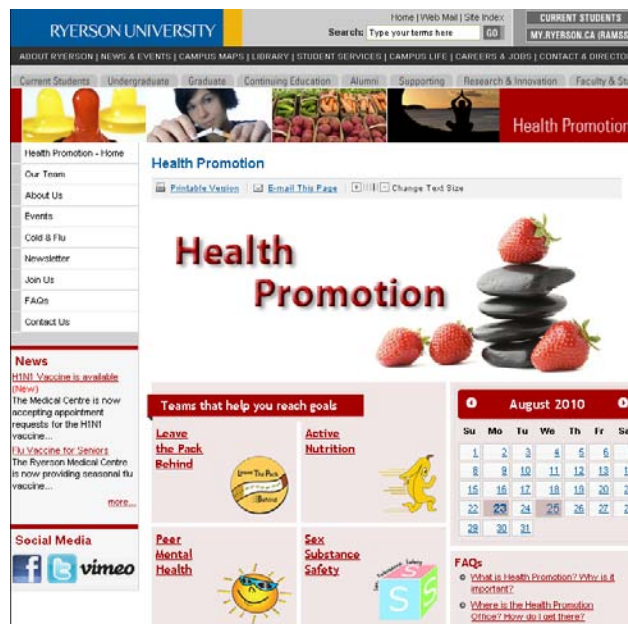 RYERSON UNIVERSITY
Home | Web Mail | Site Index
Search: Type your terms here GO
CURRENT STUDENTS
MY.RYERSON.CA (RAMSS
ABOUT RYERSON | NEWS & EVENTS | CAMPUS MAPS | LIBRARY | STUDENT SERVICES | CAMPUS LIFE | CAREERS & JOBS | CONTACT & DIRECTO
Current Students Undergraduate Graduate Continuing Education Alumni Supporting Research & Innovation Faculty & Sta
Health Promotion
Health Promotion - Home
Our Team
About Us
Events
Cold & Flu
Newsletter
Join Us
FAQs
Contact Us
News
H1N1 Vaccine is available
(New)
The Medical Centre is now
accepting appointment
requests for the H1N1
vaccine...
Flu Vaccine for Seniors
The Ryerson Medical Centre
is now providing seasonal flu
vaccine...
more...
Social Media
f t vimeo
Health Promotion
Printable Version | E-mail This Page | + - Change Text Size
Health
Promotion
Teams that help you reach goals
Leave
the Pack
Behind
Leave The Pack
Behind
Active
Nutrition
Peer
Mental
Health
Sex
Substance
Safety
S S S
August 2010
Su Mo Tu We Th Fr Sa
1 2 3 4 5 6
8 9 10 11 12 13 1
15 16 17 18 19 20 2
22 23 24 25 26 27 2
29 30 31
FAQs
What is Health Promotion? Why is it
important?
Where is the Health Promotion
Office? How do I get there?